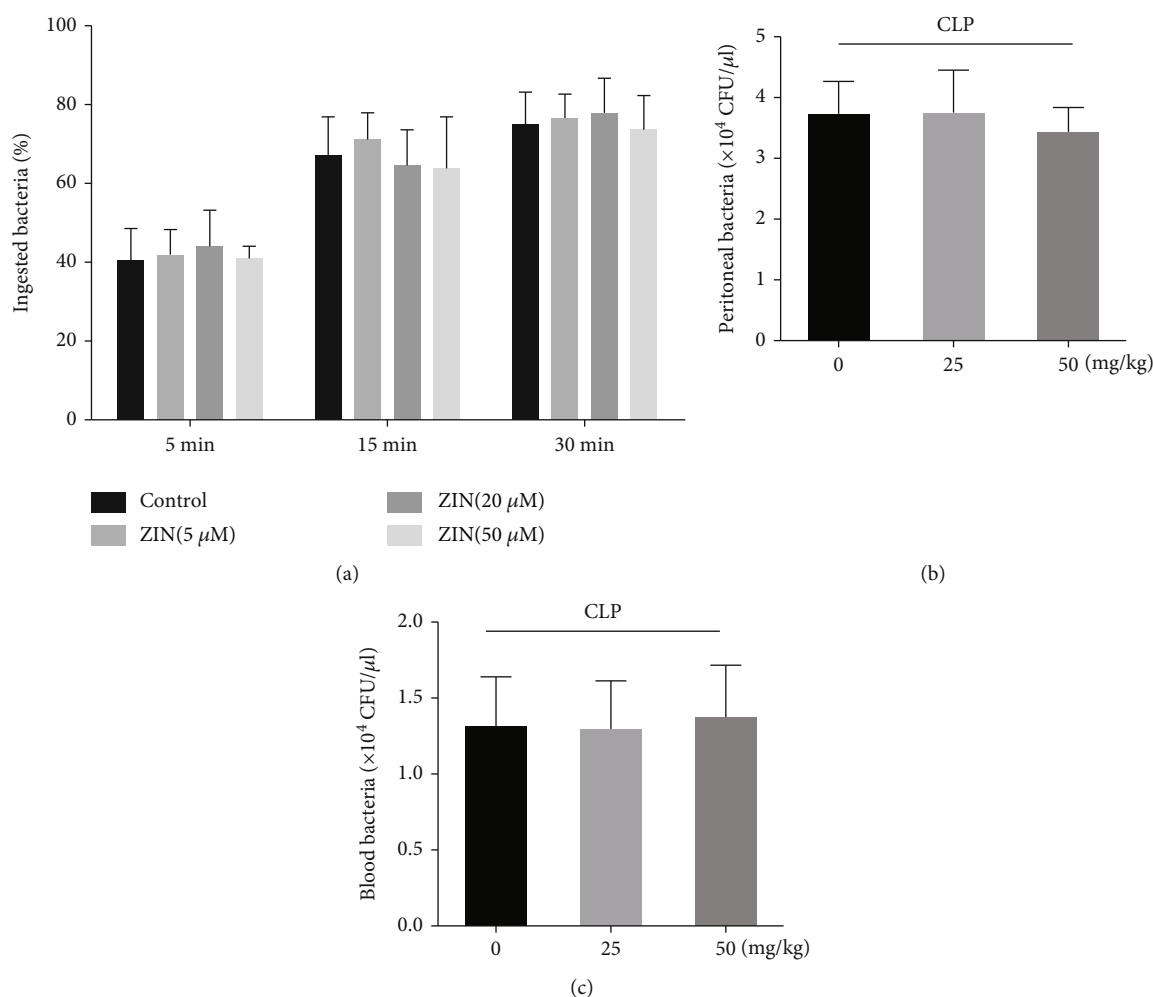 Ingested bacteria (%)
100
80
60
40
20
0
5 min
15 min
30 min
Control
ZIN(5 μM)
ZIN(20 μM)
ZIN(50 μM)
(a)
CLP
Peritoneal bacteria (×10⁴ CFU/μl)
5
4
3
2
1
0
0
25
50 (mg/kg)
(b)
CLP
Blood bacteria (×10⁴ CFU/μl)
2.0
1.5
1.0
0.5
0.0
0
25
50 (mg/kg)
(c)